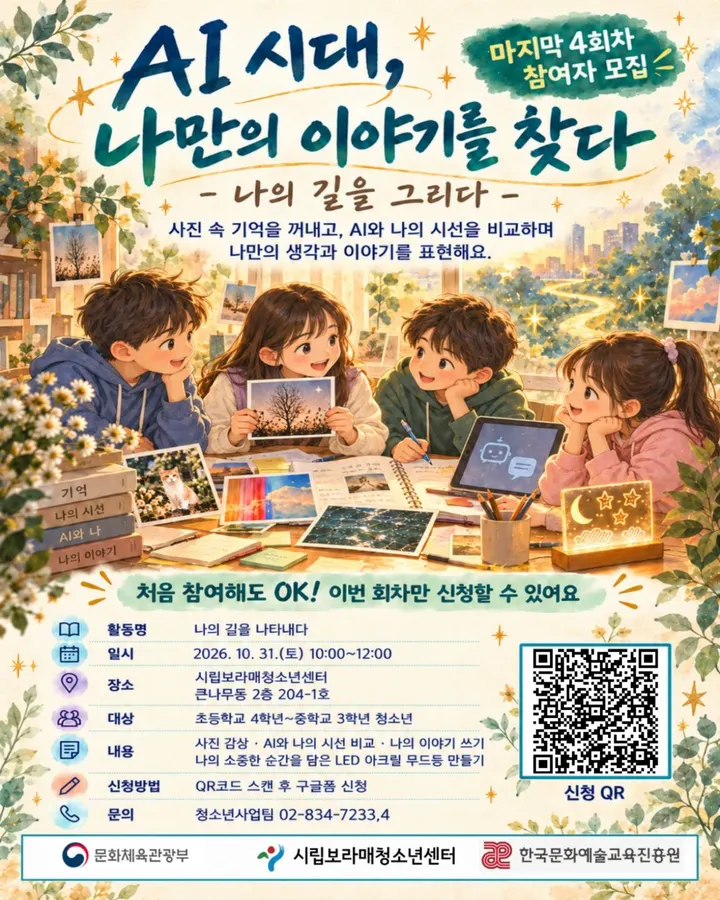 AI 시대,
마지막 4회차
참여자 모집
나만의 이야기를 찾다
- 나의 길을 그리다 -
사진 속 기억을 꺼내고, AI와 나의 시선을 비교하며
나만의 생각과 이야기를 표현해요.
기억
나의 시선
AI와 나
나의 이야기
처음 참여해도 OK! 이번 회차만 신청할 수 있어요
활동명 나의 길을 나타내다
일시 2026. 10. 31.(토) 10:00~12:00
장소 시립보라매청소년센터
큰나무동 2층 204-1호
대상 초등학교 4학년~중학교 3학년 청소년
내용 사진 감상 · AI와 나의 시선 비교 · 나의 이야기 쓰기
나의 소중한 순간을 담은 LED 아크릴 무드등 만들기
신청방법 QR코드 스캔 후 구글폼 신청
문의 청소년사업팀 02-834-7233,4
신청 QR
문화체육관광부
시립보라매청소년센터
한국문화예술교육진흥원